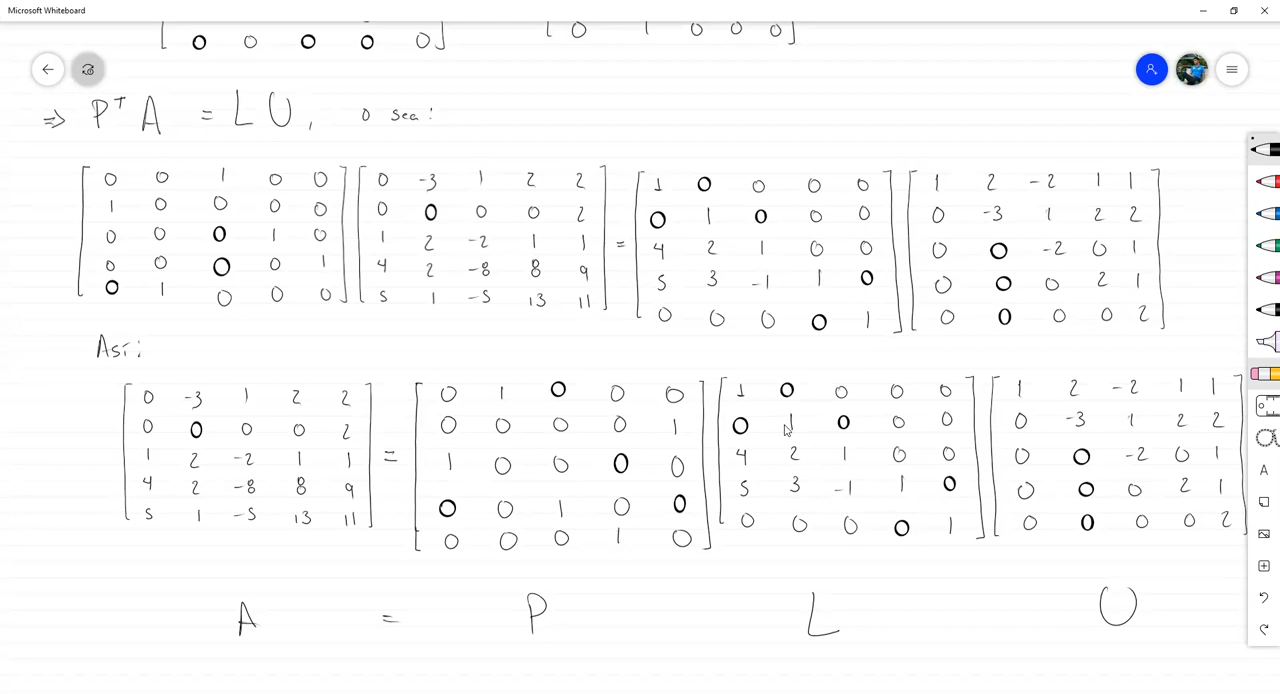 Microsoft Whiteboard
[ 0 0 0 0 0 ] [ 0 1 0 0 0 ]
⇒ Pᵀ A = L U , o sea:
[ 0 0 1 0 0 ] [ 0 -3 1 2 2 ] [ 1 0 0 0 0 ] [ 1 2 -2 1 1 ]
[ 1 0 0 0 0 ] [ 0 0 0 0 2 ] [ 0 1 0 0 0 ] [ 0 -3 1 2 2 ]
[ 0 0 0 1 0 ] [ 1 2 -2 1 1 ] = [ 4 2 1 0 0 ] [ 0 0 -2 0 1 ]
[ 0 0 0 0 1 ] [ 4 2 -8 8 9 ] [ 5 3 -1 1 0 ] [ 0 0 0 2 1 ]
[ 0 1 0 0 0 ] [ 5 1 -5 13 11 ] [ 0 0 0 0 1 ] [ 0 0 0 0 2 ]
Así:
[ 0 -3 1 2 2 ] [ 0 1 0 0 0 ] [ 1 0 0 0 0 ] [ 1 2 -2 1 1 ]
[ 0 0 0 0 2 ] [ 0 0 0 0 1 ] [ 0 1 0 0 0 ] [ 0 -3 1 2 2 ]
[ 1 2 -2 1 1 ] = [ 1 0 0 0 0 ] [ 4 2 1 0 0 ] [ 0 0 -2 0 1 ]
[ 4 2 -8 8 9 ] [ 0 0 1 0 0 ] [ 5 3 -1 1 0 ] [ 0 0 0 2 1 ]
[ 5 1 -5 13 11 ] [ 0 0 0 1 0 ] [ 0 0 0 0 1 ] [ 0 0 0 0 2 ]
A = P L U